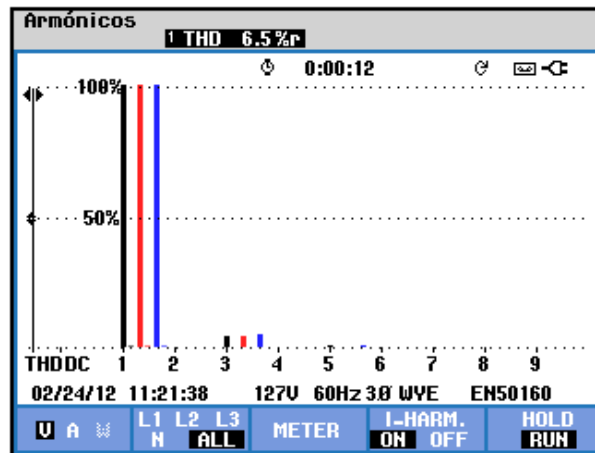 Armónicos
1 THD 6.5%r
0:00:12
100%
50%
THDDC 1 2 3 4 5 6 7 8 9
02/24/12 11:21:38 127V 60Hz 3Ø WYE EN50160
V A W L1 L2 L3 N ALL METER I-HARM. ON OFF HOLD RUN